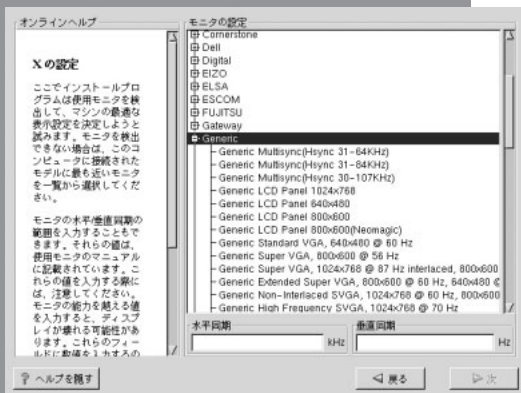 オンラインヘルプ
X の設定
ここでインストールプロ
グラムは使用モニタを検
出して、マシンの最適な
表示設定を決定しようと
試みます。モニタを検出
できない場合は、このコ
ンピュータに接続された
モデルに最も近いモニタ
を一覧から選択してくだ
さい。
モニタの水平/垂直同期の
範囲を入力することもで
きます。それらの値は、
使用モニタのマニュアル
に記載されています。こ
れらの値を入力する際に
は、注意してください。
モニタの能力を越える値
を入力すると、ディスプ
レイが壊れる可能性があ
ります。これらのフィー
ルドに数値を入力するの
モニタの設定
Cornerstone
Dell
Digital
EIZO
ELSA
ESCOM
FUJITSU
Gateway
Generic
Generic Multisync(Hsync 31-64KHz)
Generic Multisync(Hsync 31-84KHz)
Generic Multisync(Hsync 30-107KHz)
Generic LCD Panel 1024x768
Generic LCD Panel 640x480
Generic LCD Panel 800x600
Generic LCD Panel 800x600(Neomagic)
Generic Standard VGA, 640x480 @ 60 Hz
Generic Super VGA, 800x600 @ 56 Hz
Generic Super VGA, 1024x768 @ 87 Hz interlaced, 800x600
Generic Extended Super VGA, 800x600 @ 60 Hz, 640x480 @
Generic Non-Interlaced SVGA, 1024x768 @ 60 Hz, 800x600
Generic High Frequency SVGA, 1024x768 @ 70 Hz
水平同期
kHz
垂直同期
Hz
? ヘルプを隠す
戻る
次